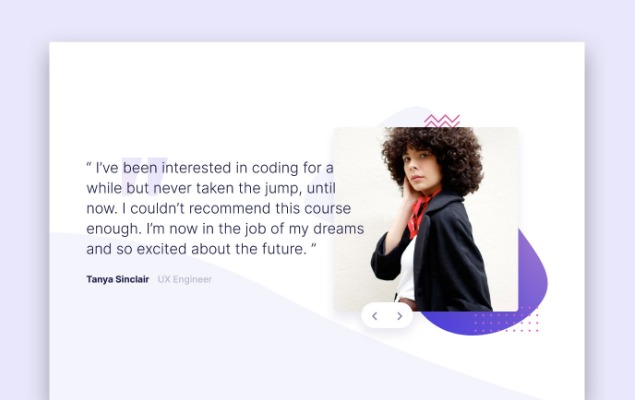 “ I’ve been interested in coding for a
while but never taken the jump, until
now. I couldn’t recommend this course
enough. I’m now in the job of my dreams
and so excited about the future. ”
Tanya Sinclair UX Engineer